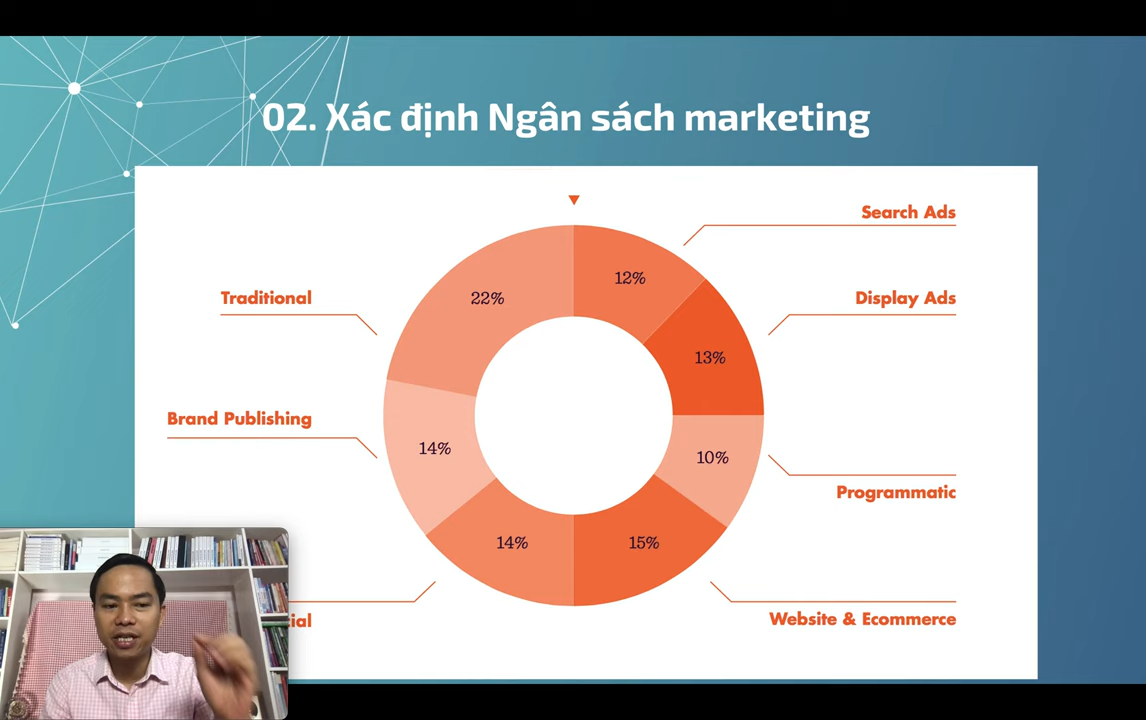 02. Xác định Ngân sách marketing
Search Ads
12%
22%
Traditional
Display Ads
13%
Brand Publishing
14%
10%
Programmatic
14%
15%
ial
Website & Ecommerce